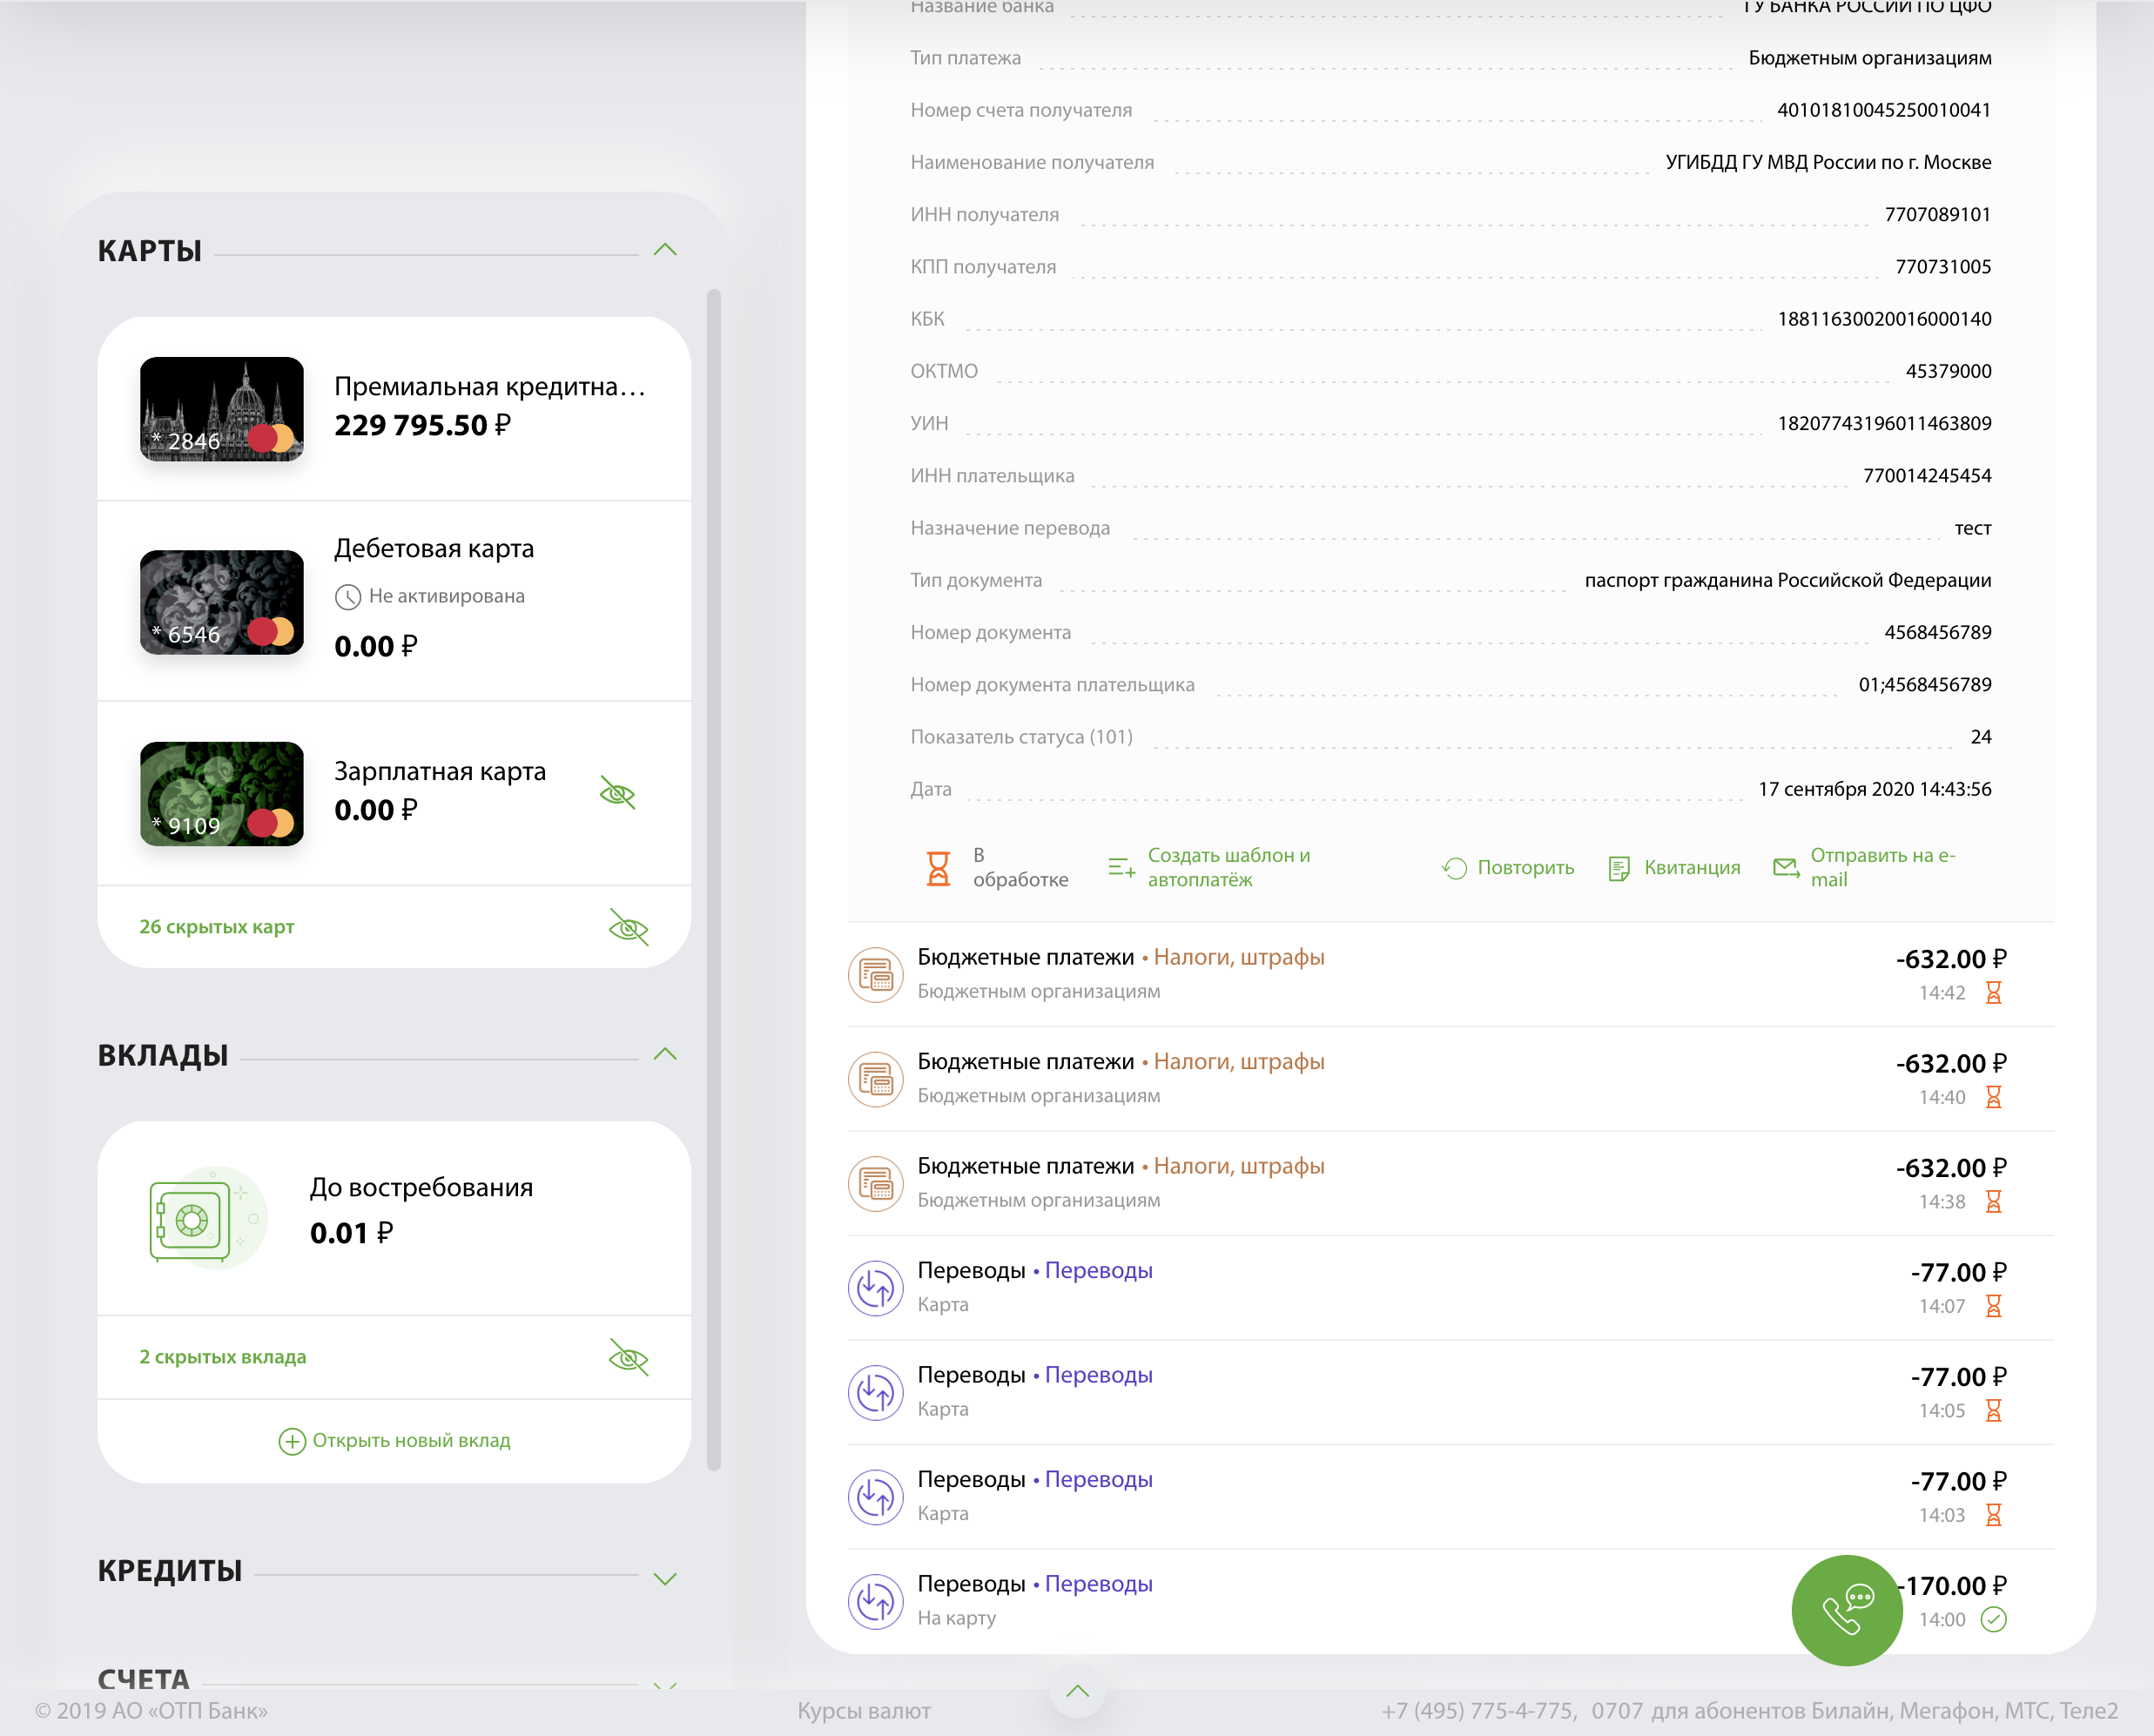 КАРТЫ
Премиальная кредитна…
229 795.50 ₽
* 2846
Дебетовая карта
Не активирована
0.00 ₽
* 6546
Зарплатная карта
0.00 ₽
* 9109
26 скрытых карт
ВКЛАДЫ
До востребования
0.01 ₽
2 скрытых вклада
Открыть новый вклад
КРЕДИТЫ
СЧЕТА
Название банка ГУ БАНКА РОССИИ ПО ЦФО
Тип платежа Бюджетным организациям
Номер счета получателя 40101810045250010041
Наименование получателя УГИБДД ГУ МВД России по г. Москве
ИНН получателя 7707089101
КПП получателя 770731005
КБК 18811630020016000140
ОКТМО 45379000
УИН 18207743196011463809
ИНН плательщика 770014245454
Назначение перевода тест
Тип документа паспорт гражданина Российской Федерации
Номер документа 4568456789
Номер документа плательщика 01;4568456789
Показатель статуса (101) 24
Дата 17 сентября 2020 14:43:56
В
обработке
Создать шаблон и
автоплатёж
Повторить
Квитанция
Отправить на e-
mail
Бюджетные платежи • Налоги, штрафы -632.00 ₽
Бюджетным организациям 14:42
Бюджетные платежи • Налоги, штрафы -632.00 ₽
Бюджетным организациям 14:40
Бюджетные платежи • Налоги, штрафы -632.00 ₽
Бюджетным организациям 14:38
Переводы • Переводы -77.00 ₽
Карта 14:07
Переводы • Переводы -77.00 ₽
Карта 14:05
Переводы • Переводы -77.00 ₽
Карта 14:03
Переводы • Переводы -170.00 ₽
На карту 14:00
© 2019 АО «ОТП Банк» Курсы валют +7 (495) 775-4-775, 0707 для абонентов Билайн, Мегафон, МТС, Теле2